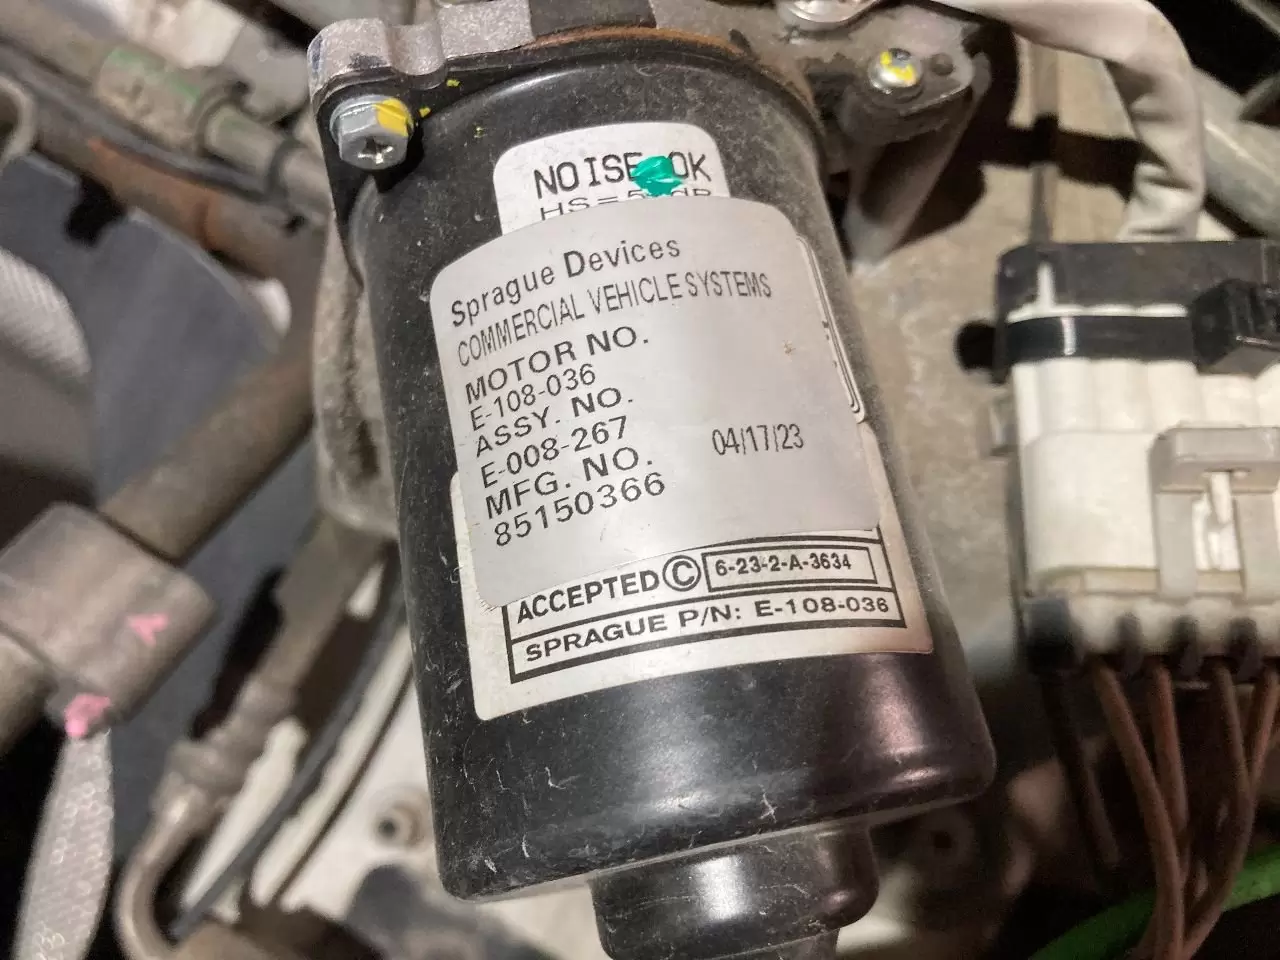 NOISE OK
Sprague Devices
COMMERCIAL VEHICLE SYSTEMS
MOTOR NO.
E-108-036
ASSY. NO.
E-008-267
04/17/23
MFG. NO.
85150366
ACCEPTED © 6-23-2-A-3634
SPRAGUE P/N: E-108-036